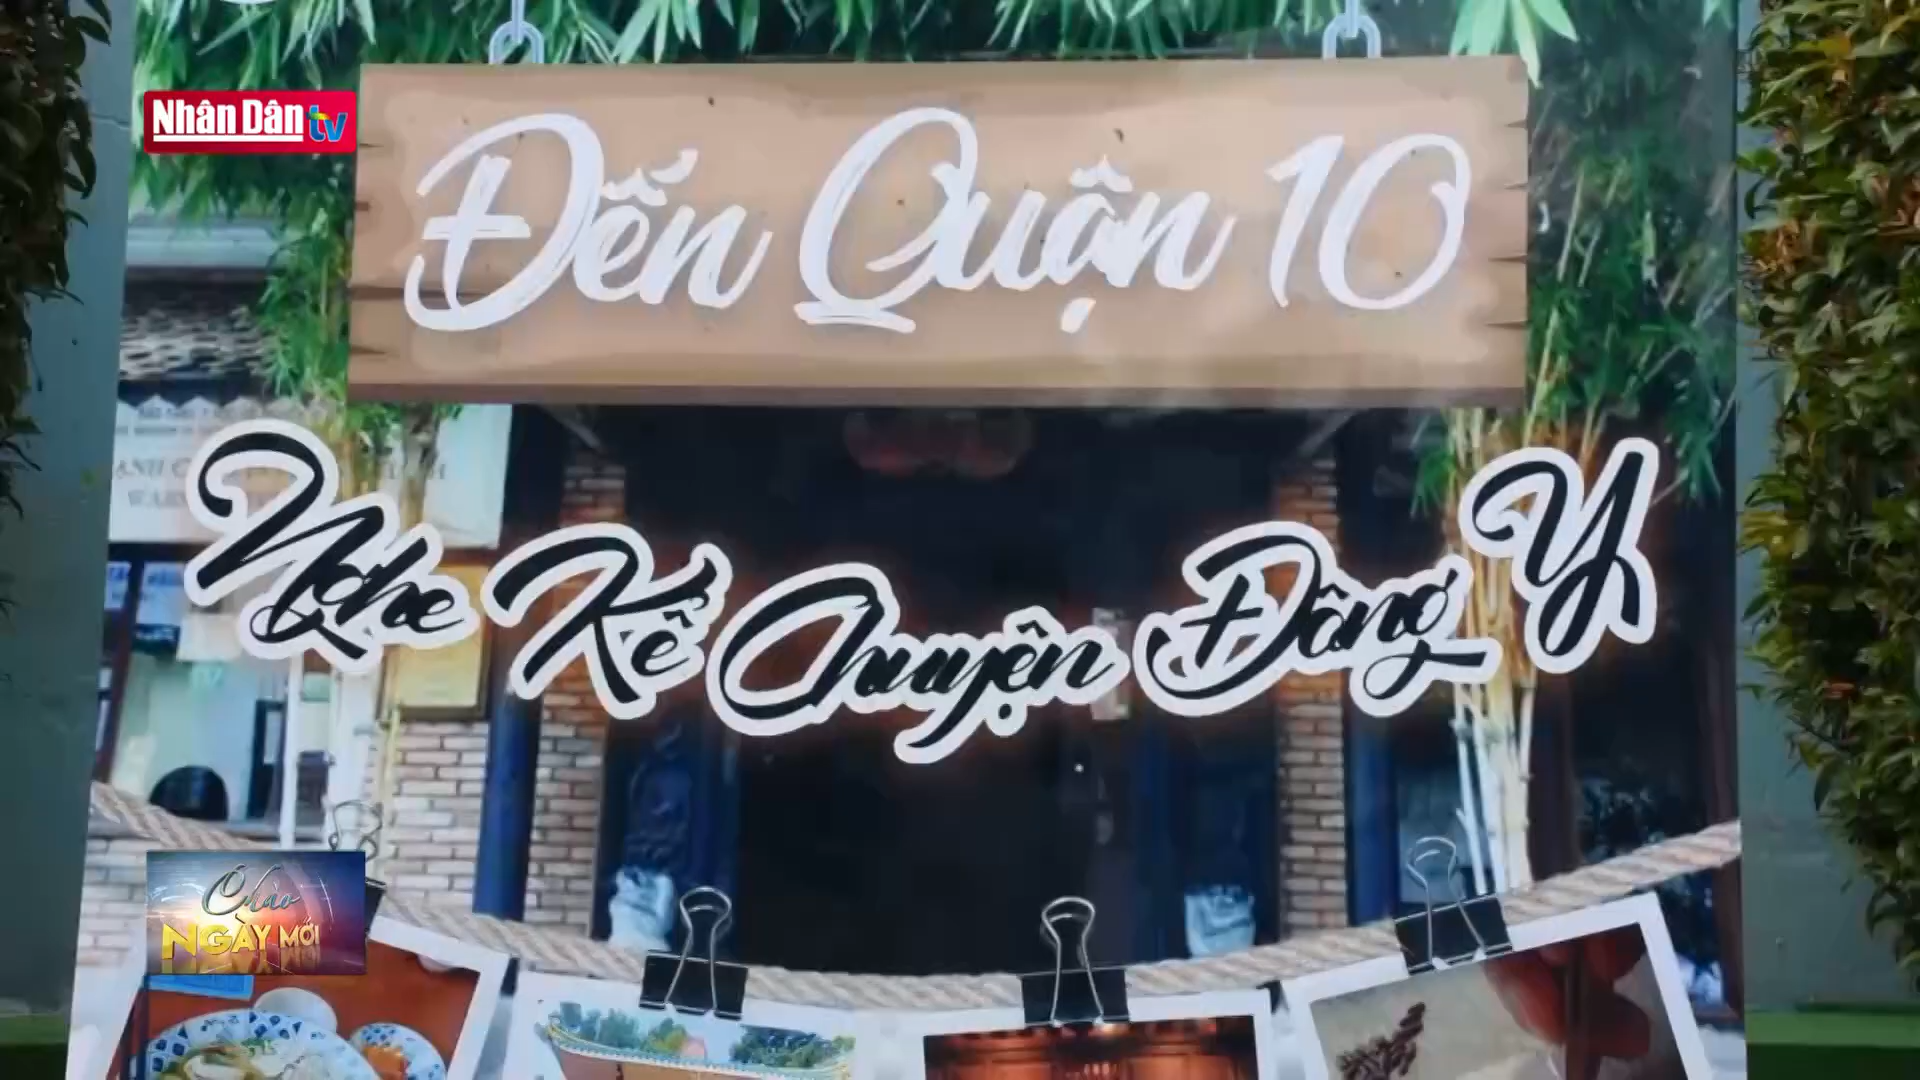 Nhân Dân tv
Đến Quận 10
Nghe Kể Chuyện Đông Y
Chào
NGÀY MỚI